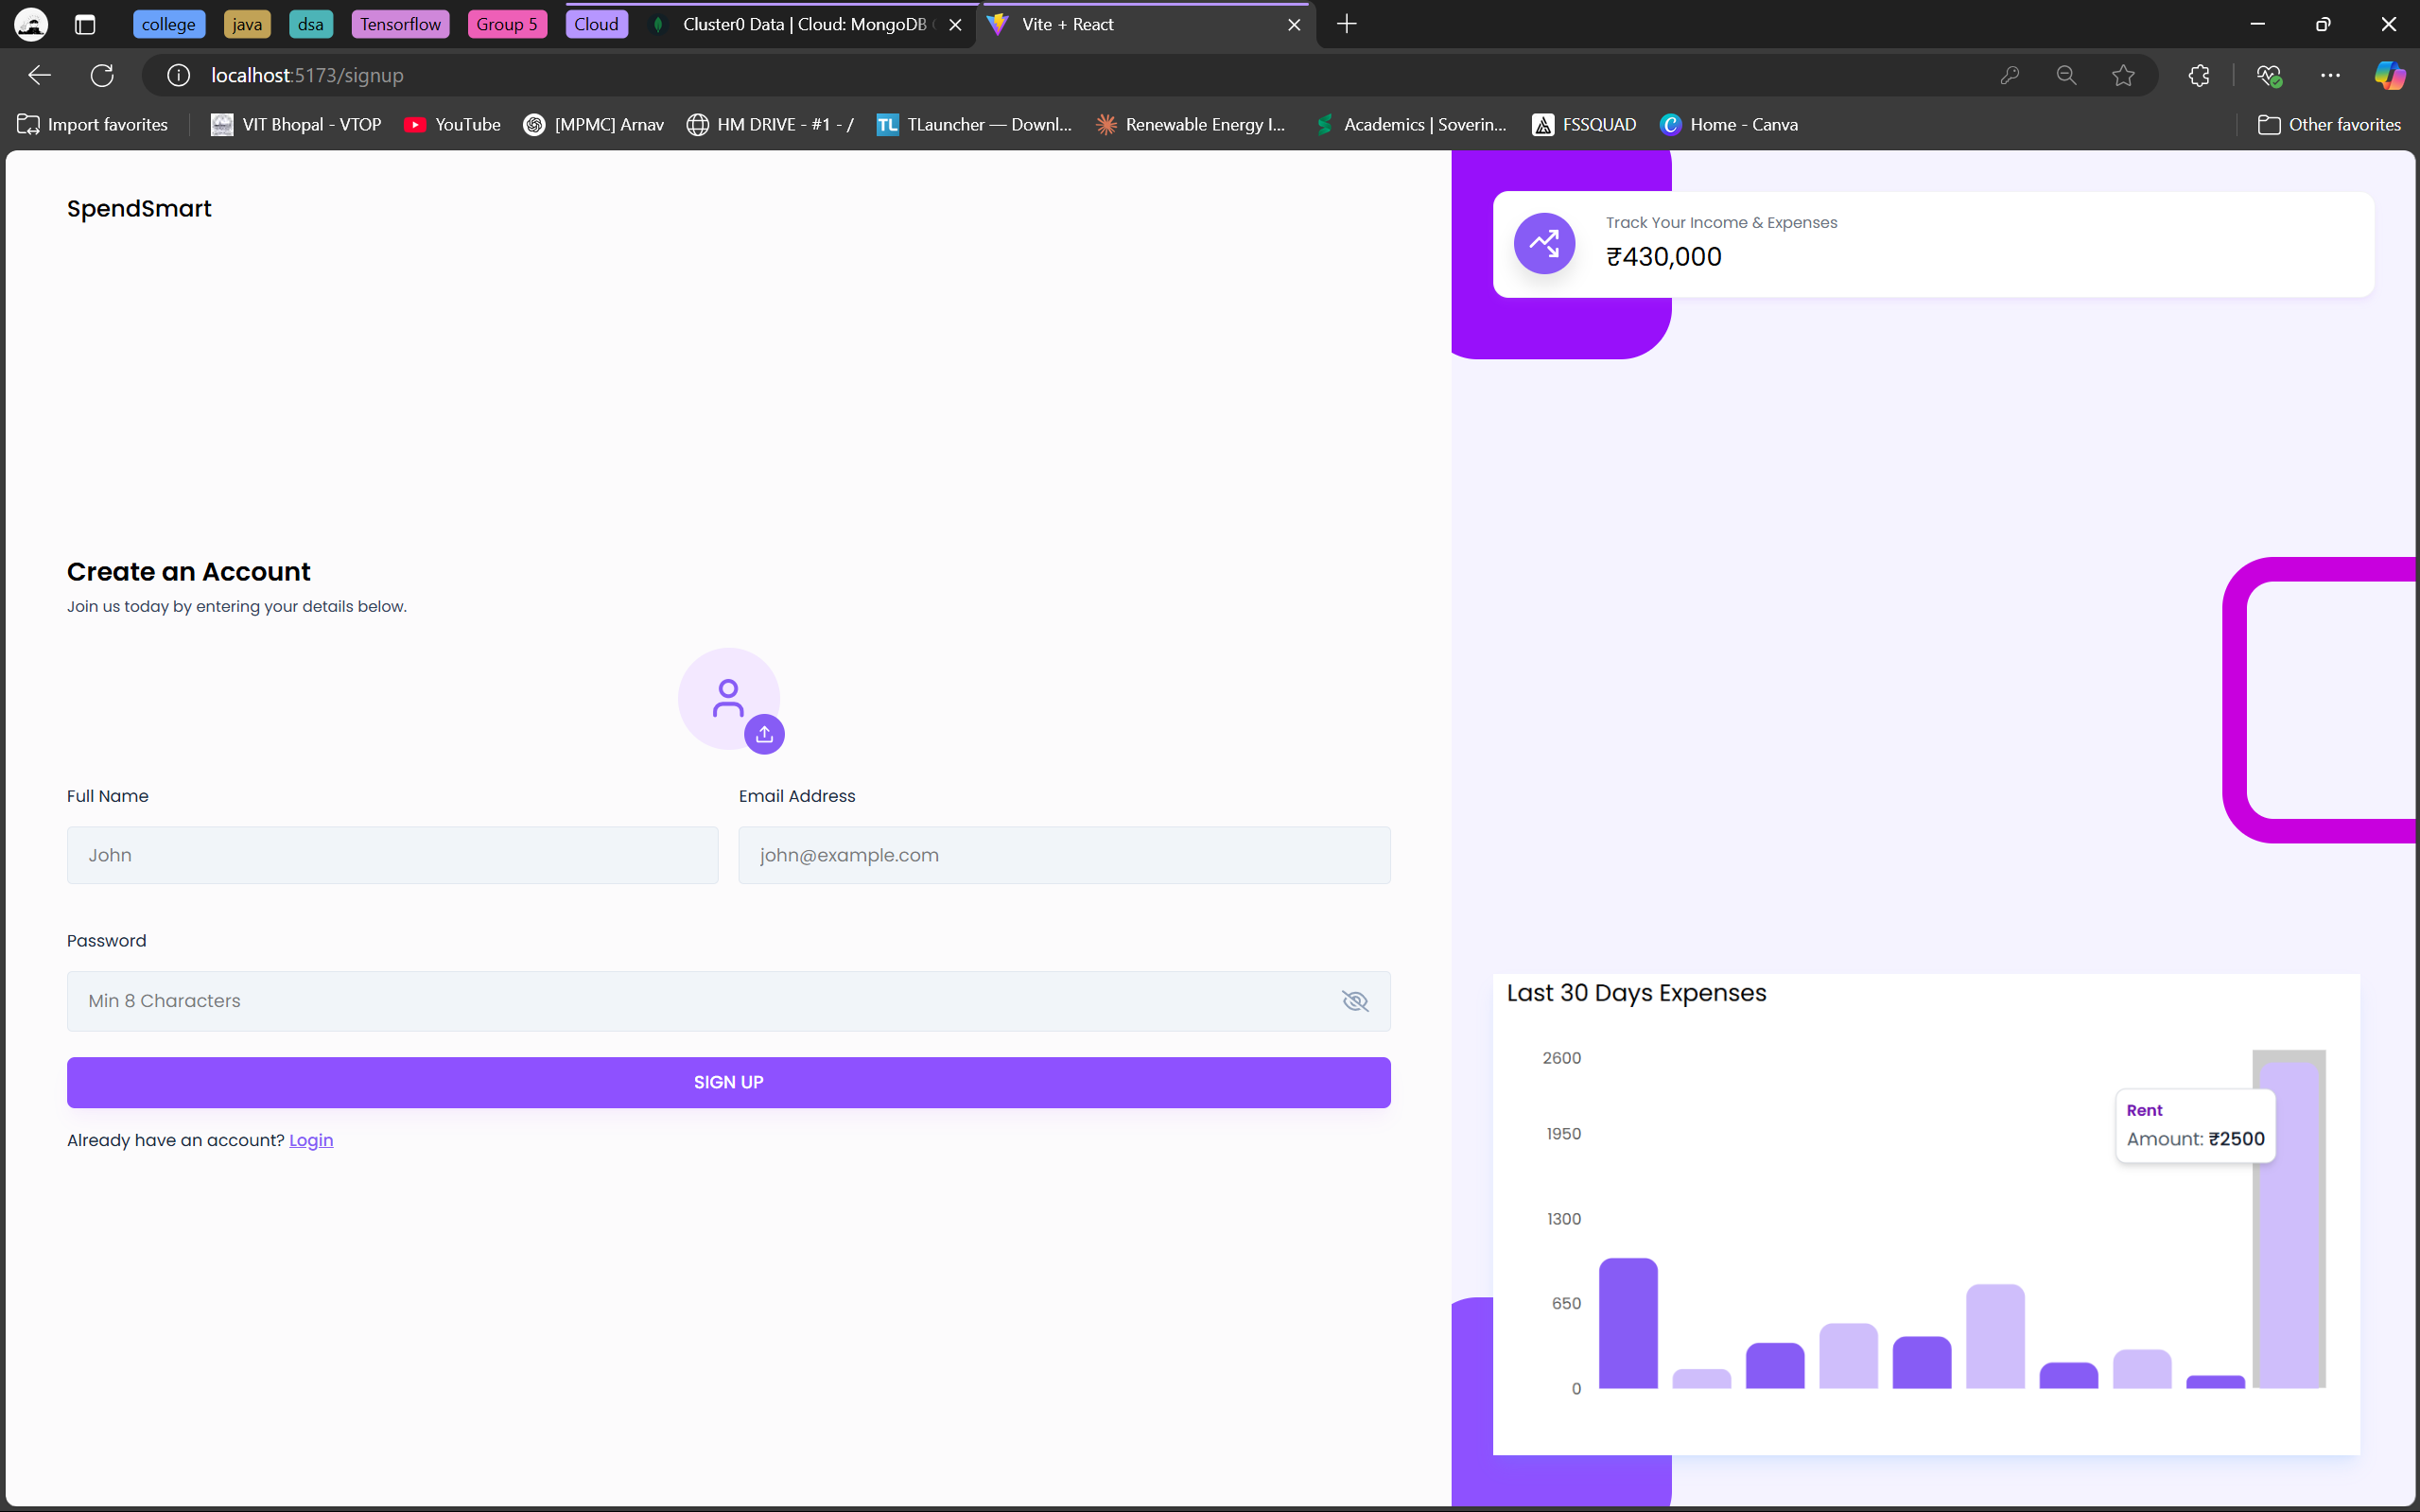 college
java
dsa
Tensorflow
Group 5
Cloud
Cluster0 Data | Cloud: MongoDB
Vite + React
localhost:5173/signup
Import favorites
VIT Bhopal - VTOP
YouTube
[MPMC] Arnav
HM DRIVE - #1 - /
TL
TLauncher — Downl...
Renewable Energy I...
Academics | Soverin...
FSSQUAD
Home - Canva
Other favorites
SpendSmart
Create an Account
Join us today by entering your details below.
Full Name
Email Address
John
john@example.com
Password
Min 8 Characters
SIGN UP
Already have an account? Login
Track Your Income & Expenses
₹430,000
Last 30 Days Expenses
2600
1950
1300
650
0
Rent
Amount: ₹2500